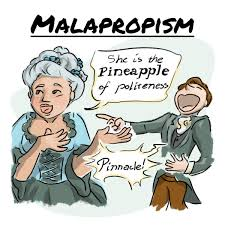 MALAPROPISM
She is the
Pineapple
of politeness
Pinnacle!